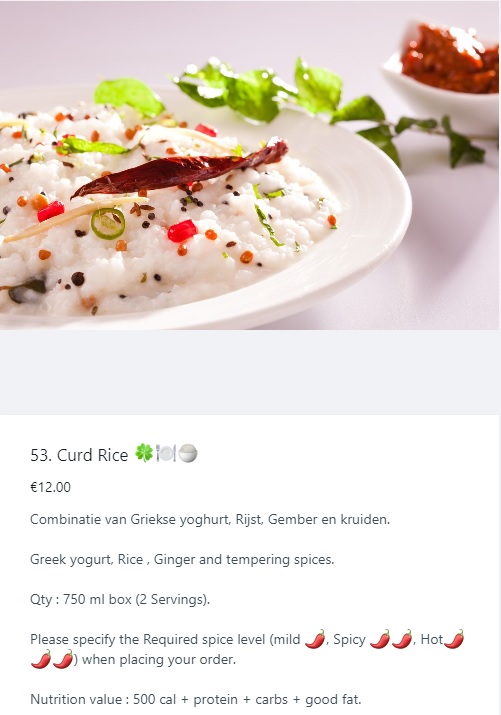 53. Curd Rice 🍀🍽️🍚
€12.00
Combinatie van Griekse yoghurt, Rijst, Gember en kruiden.
Greek yogurt, Rice , Ginger and tempering spices.
Qty : 750 ml box (2 Servings).
Please specify the Required spice level (mild 🌶️, Spicy 🌶️🌶️, Hot🌶️
🌶️🌶️) when placing your order.
Nutrition value : 500 cal + protein + carbs + good fat.